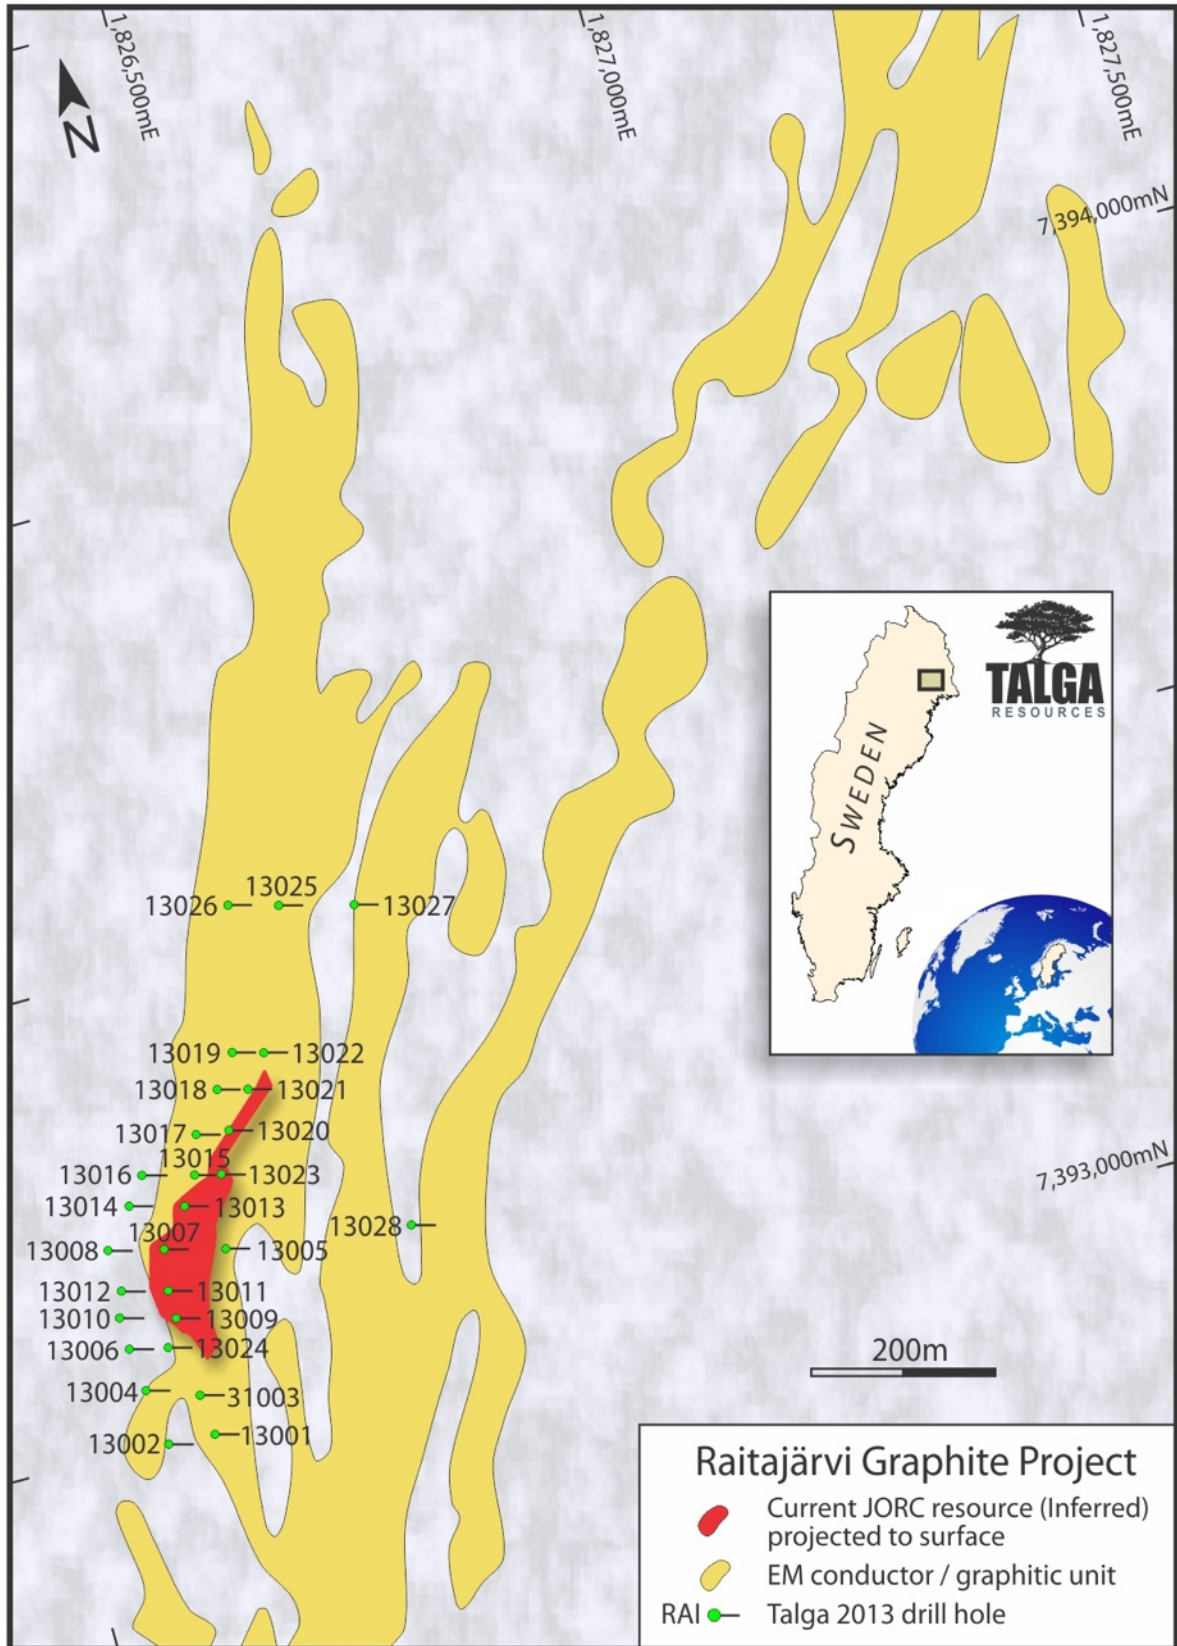 1,826,500mE
1,827,000mE
1,827,500mE
N
7,394,000mN
SWEDEN
TALGA
RESOURCES
13025
13026
13027
13019
13022
13018
13021
13017
13020
13015
13016
13023
7,393,000mN
13014
13013
13007
13028
13008
13005
13012
13011
13010
13009
13006
13024
13004
31003
13002
13001
200m
Raitajärvi Graphite Project
Current JORC resource (Inferred)
projected to surface
EM conductor / graphitic unit
RAI Talga 2013 drill hole